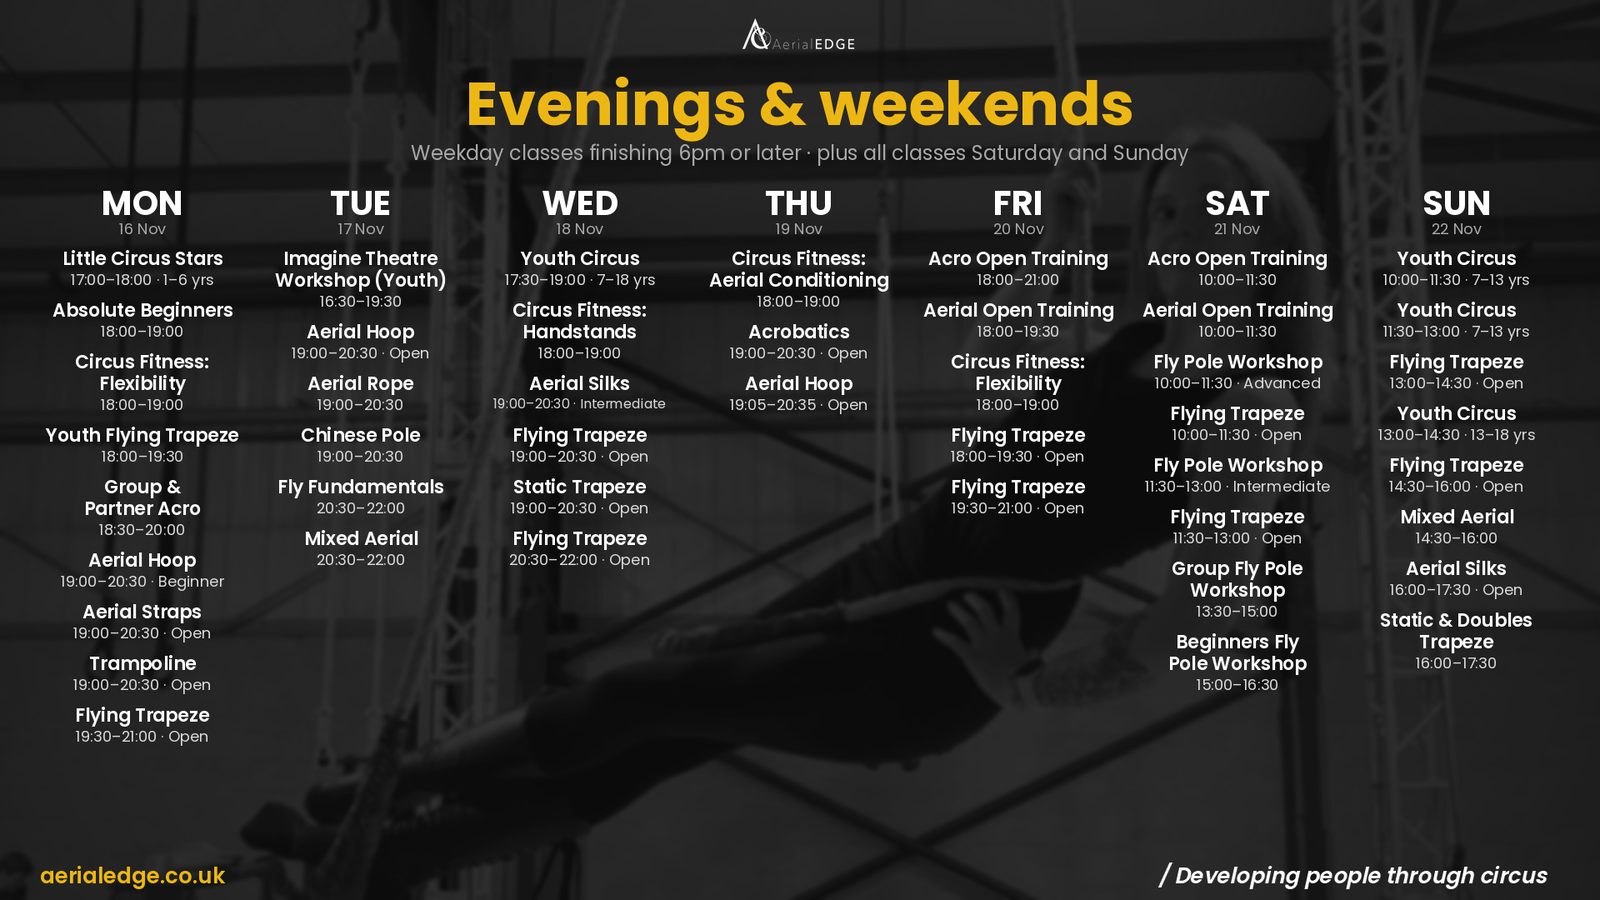 AerialEDGE
Evenings & weekends
Weekday classes finishing 6pm or later · plus all classes Saturday and Sunday
MON
16 Nov
Little Circus Stars
17:00–18:00 · 1–6 yrs
Absolute Beginners
18:00–19:00
Circus Fitness:
Flexibility
18:00–19:00
Youth Flying Trapeze
18:00–19:30
Group &
Partner Acro
18:30–20:00
Aerial Hoop
19:00–20:30 · Beginner
Aerial Straps
19:00–20:30 · Open
Trampoline
19:00–20:30 · Open
Flying Trapeze
19:30–21:00 · Open
TUE
17 Nov
Imagine Theatre
Workshop (Youth)
16:30–19:30
Aerial Hoop
19:00–20:30 · Open
Aerial Rope
19:00–20:30
Chinese Pole
19:00–20:30
Fly Fundamentals
20:30–22:00
Mixed Aerial
20:30–22:00
WED
18 Nov
Youth Circus
17:30–19:00 · 7–18 yrs
Circus Fitness:
Handstands
18:00–19:00
Aerial Silks
19:00–20:30 · Intermediate
Flying Trapeze
19:00–20:30 · Open
Static Trapeze
19:00–20:30 · Open
Flying Trapeze
20:30–22:00 · Open
THU
19 Nov
Circus Fitness:
Aerial Conditioning
18:00–19:00
Acrobatics
19:00–20:30 · Open
Aerial Hoop
19:05–20:35 · Open
FRI
20 Nov
Acro Open Training
18:00–21:00
Aerial Open Training
18:00–19:30
Circus Fitness:
Flexibility
18:00–19:00
Flying Trapeze
18:00–19:30 · Open
Flying Trapeze
19:30–21:00 · Open
SAT
21 Nov
Acro Open Training
10:00–11:30
Aerial Open Training
10:00–11:30
Fly Pole Workshop
10:00–11:30 · Advanced
Flying Trapeze
10:00–11:30 · Open
Fly Pole Workshop
11:30–13:00 · Intermediate
Flying Trapeze
11:30–13:00 · Open
Group Fly Pole
Workshop
13:30–15:00
Beginners Fly
Pole Workshop
15:00–16:30
SUN
22 Nov
Youth Circus
10:00–11:30 · 7–13 yrs
Youth Circus
11:30–13:00 · 7–13 yrs
Flying Trapeze
13:00–14:30 · Open
Youth Circus
13:00–14:30 · 13–18 yrs
Flying Trapeze
14:30–16:00 · Open
Mixed Aerial
14:30–16:00
Aerial Silks
16:00–17:30 · Open
Static & Doubles
Trapeze
16:00–17:30
aerialedge.co.uk
/ Developing people through circus